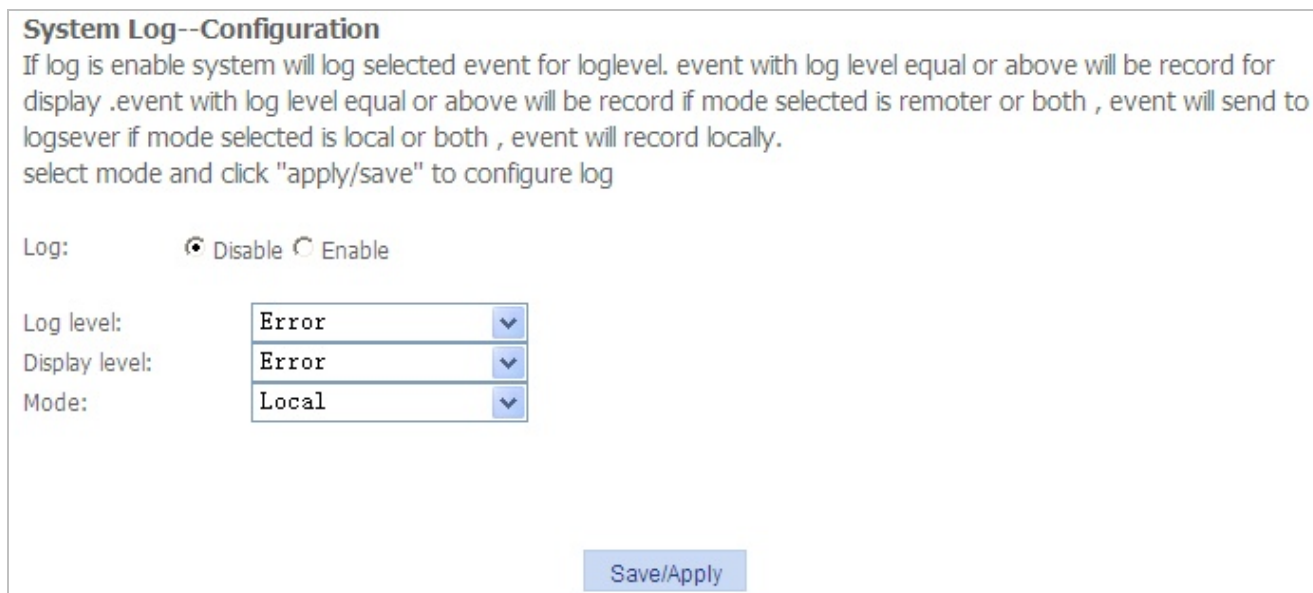 System Log--Configuration
If log is enable system will log selected event for loglevel. event with log level equal or above will be record for
display .event with log level equal or above will be record if mode selected is remoter or both , event will send to
logsever if mode selected is local or both , event will record locally.
select mode and click "apply/save" to configure log
Log: Disable Enable
Log level: Error
Display level: Error
Mode: Local
Save/Apply